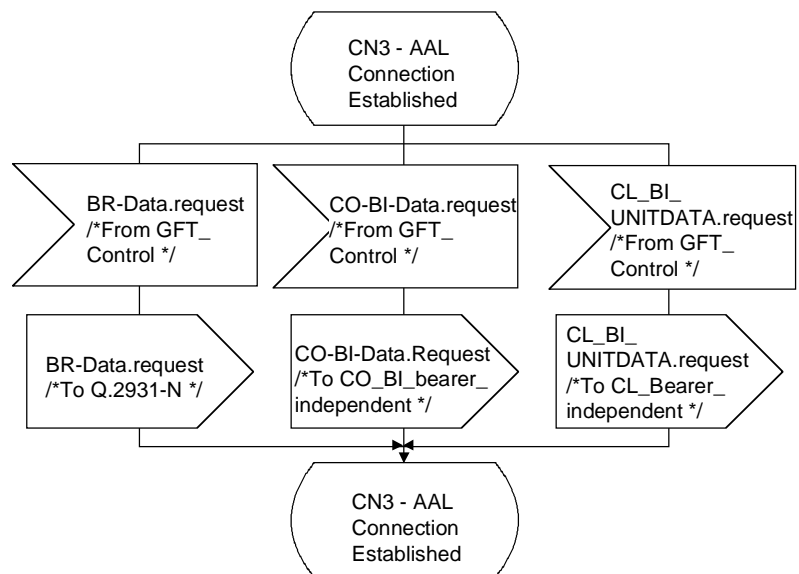 CN3 - AAL
Connection
Established
BR-Data.request
/*From GFT_
Control */
CO-BI-Data.request
/*From GFT_
Control */
CL_BI_
UNITDATA.request
/*From GFT_
Control */
BR-Data.request
/*To Q.2931-N */
CO-BI-Data.Request
/*To CO_BI_bearer_
independent */
CL_BI_
UNITDATA.request
/*To CL_Bearer_
independent */
CN3 - AAL
Connection
Established